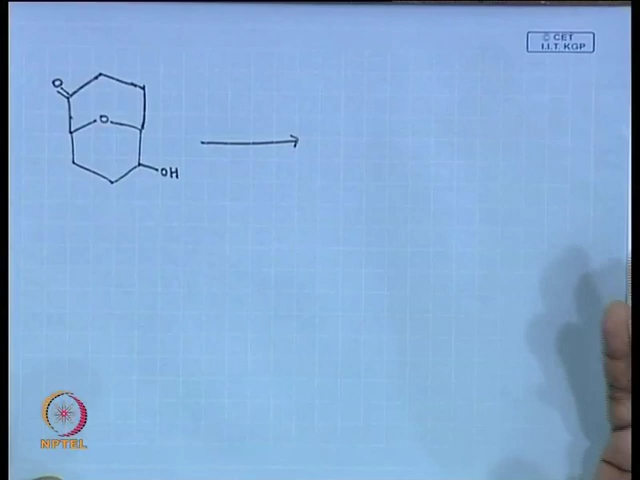 © CET
I.I.T. KGP
O
O
OH
NPTEL